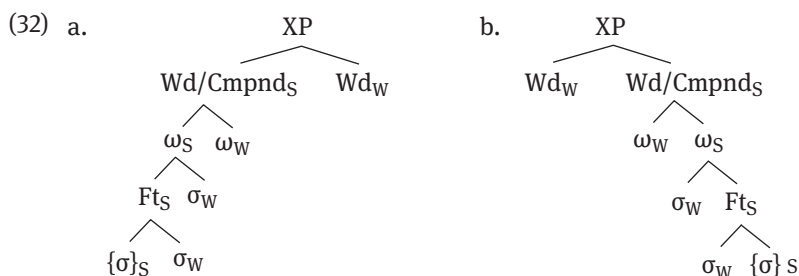 (32) a. XP b. XP
Wd/CmpndS WdW WdW Wd/CmpndS
ωS ωW ωW ωS
FtS σW σW FtS
{σ}S σW σW {σ} S